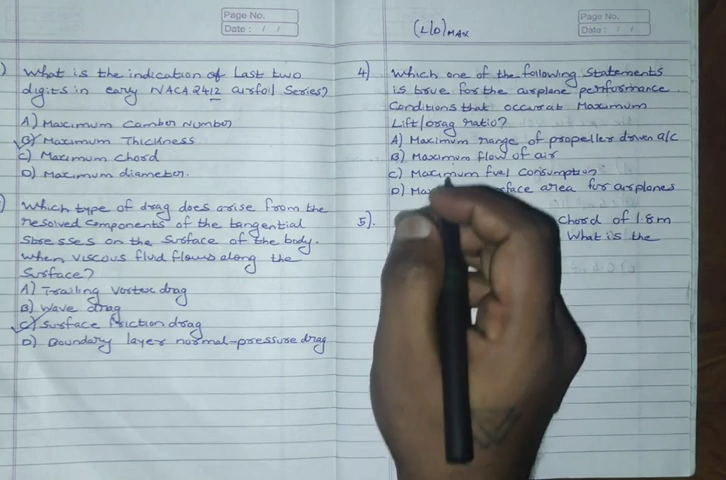 Page No.
Date: / /
) What is the indication of Last two
digits in eary NACA 2412 airfoil Series?
A) Maximum Camber Number
B) Maximum Thickness
C) Maximum chord
D) Maximum diameter.
) Which type of drag does arise from the
resolved components of the tangential
Stresses on the Surface of the body.
When viscous fluid flows along the
Surface?
A) Trailing Vortex drag
B) Wave drag
C) Surface friction drag
D) Boundary layer normal-pressure drag
(L/D)MAX
Page No.
Date: / /
4) Which one of the following Statements
is true for the airplane performance
Conditions that occur at Maximum
Lift/drag ratio?
A) Maximum range of propeller driven a/c
B) Maximum flow of air
C) Maximum fuel Consumption
D) area for airplanes
5). chord of 1.8m
What is the